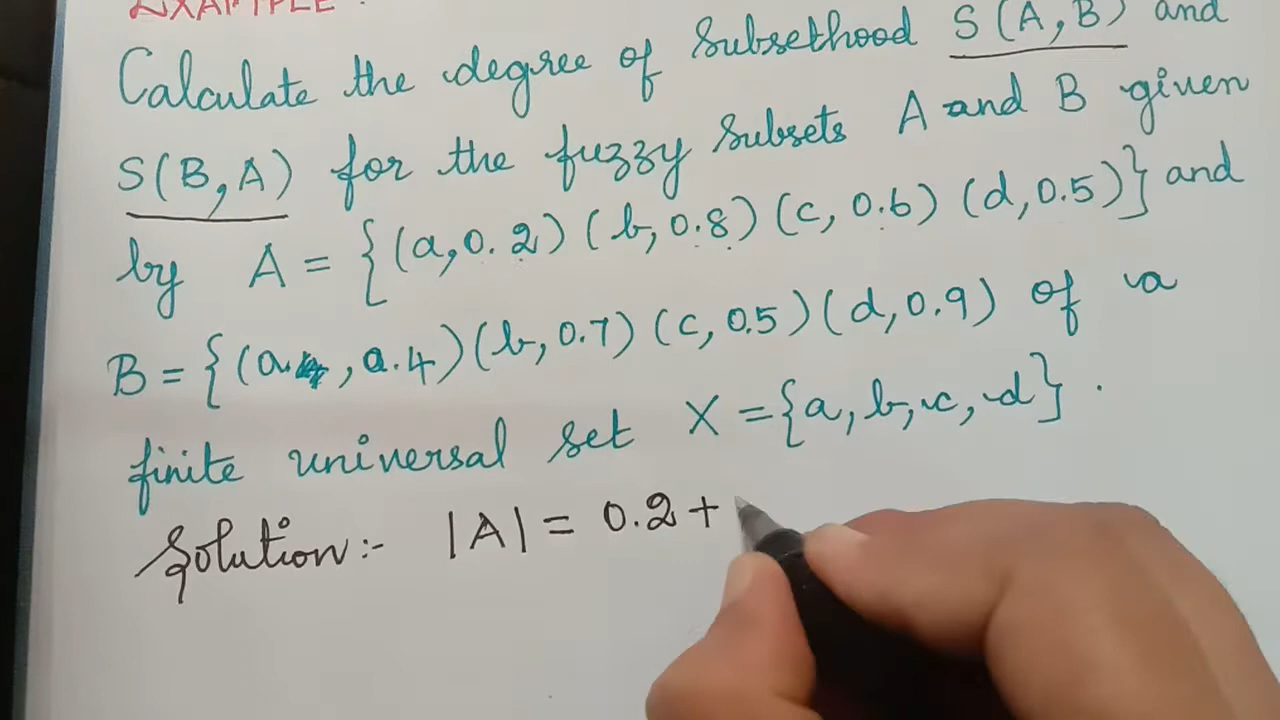 EXAMPLE:
Calculate the degree of Subsethood S(A,B) and
S(B,A) for the fuzzy subsets A and B given
by A = {(a,0.2) (b,0.8) (c,0.6) (d,0.5)} and
B = {(a, 0.4) (b,0.7) (c,0.5) (d,0.9) of a
finite universal set X = {a, b, c, d}.
Solution:- |A| = 0.2 +